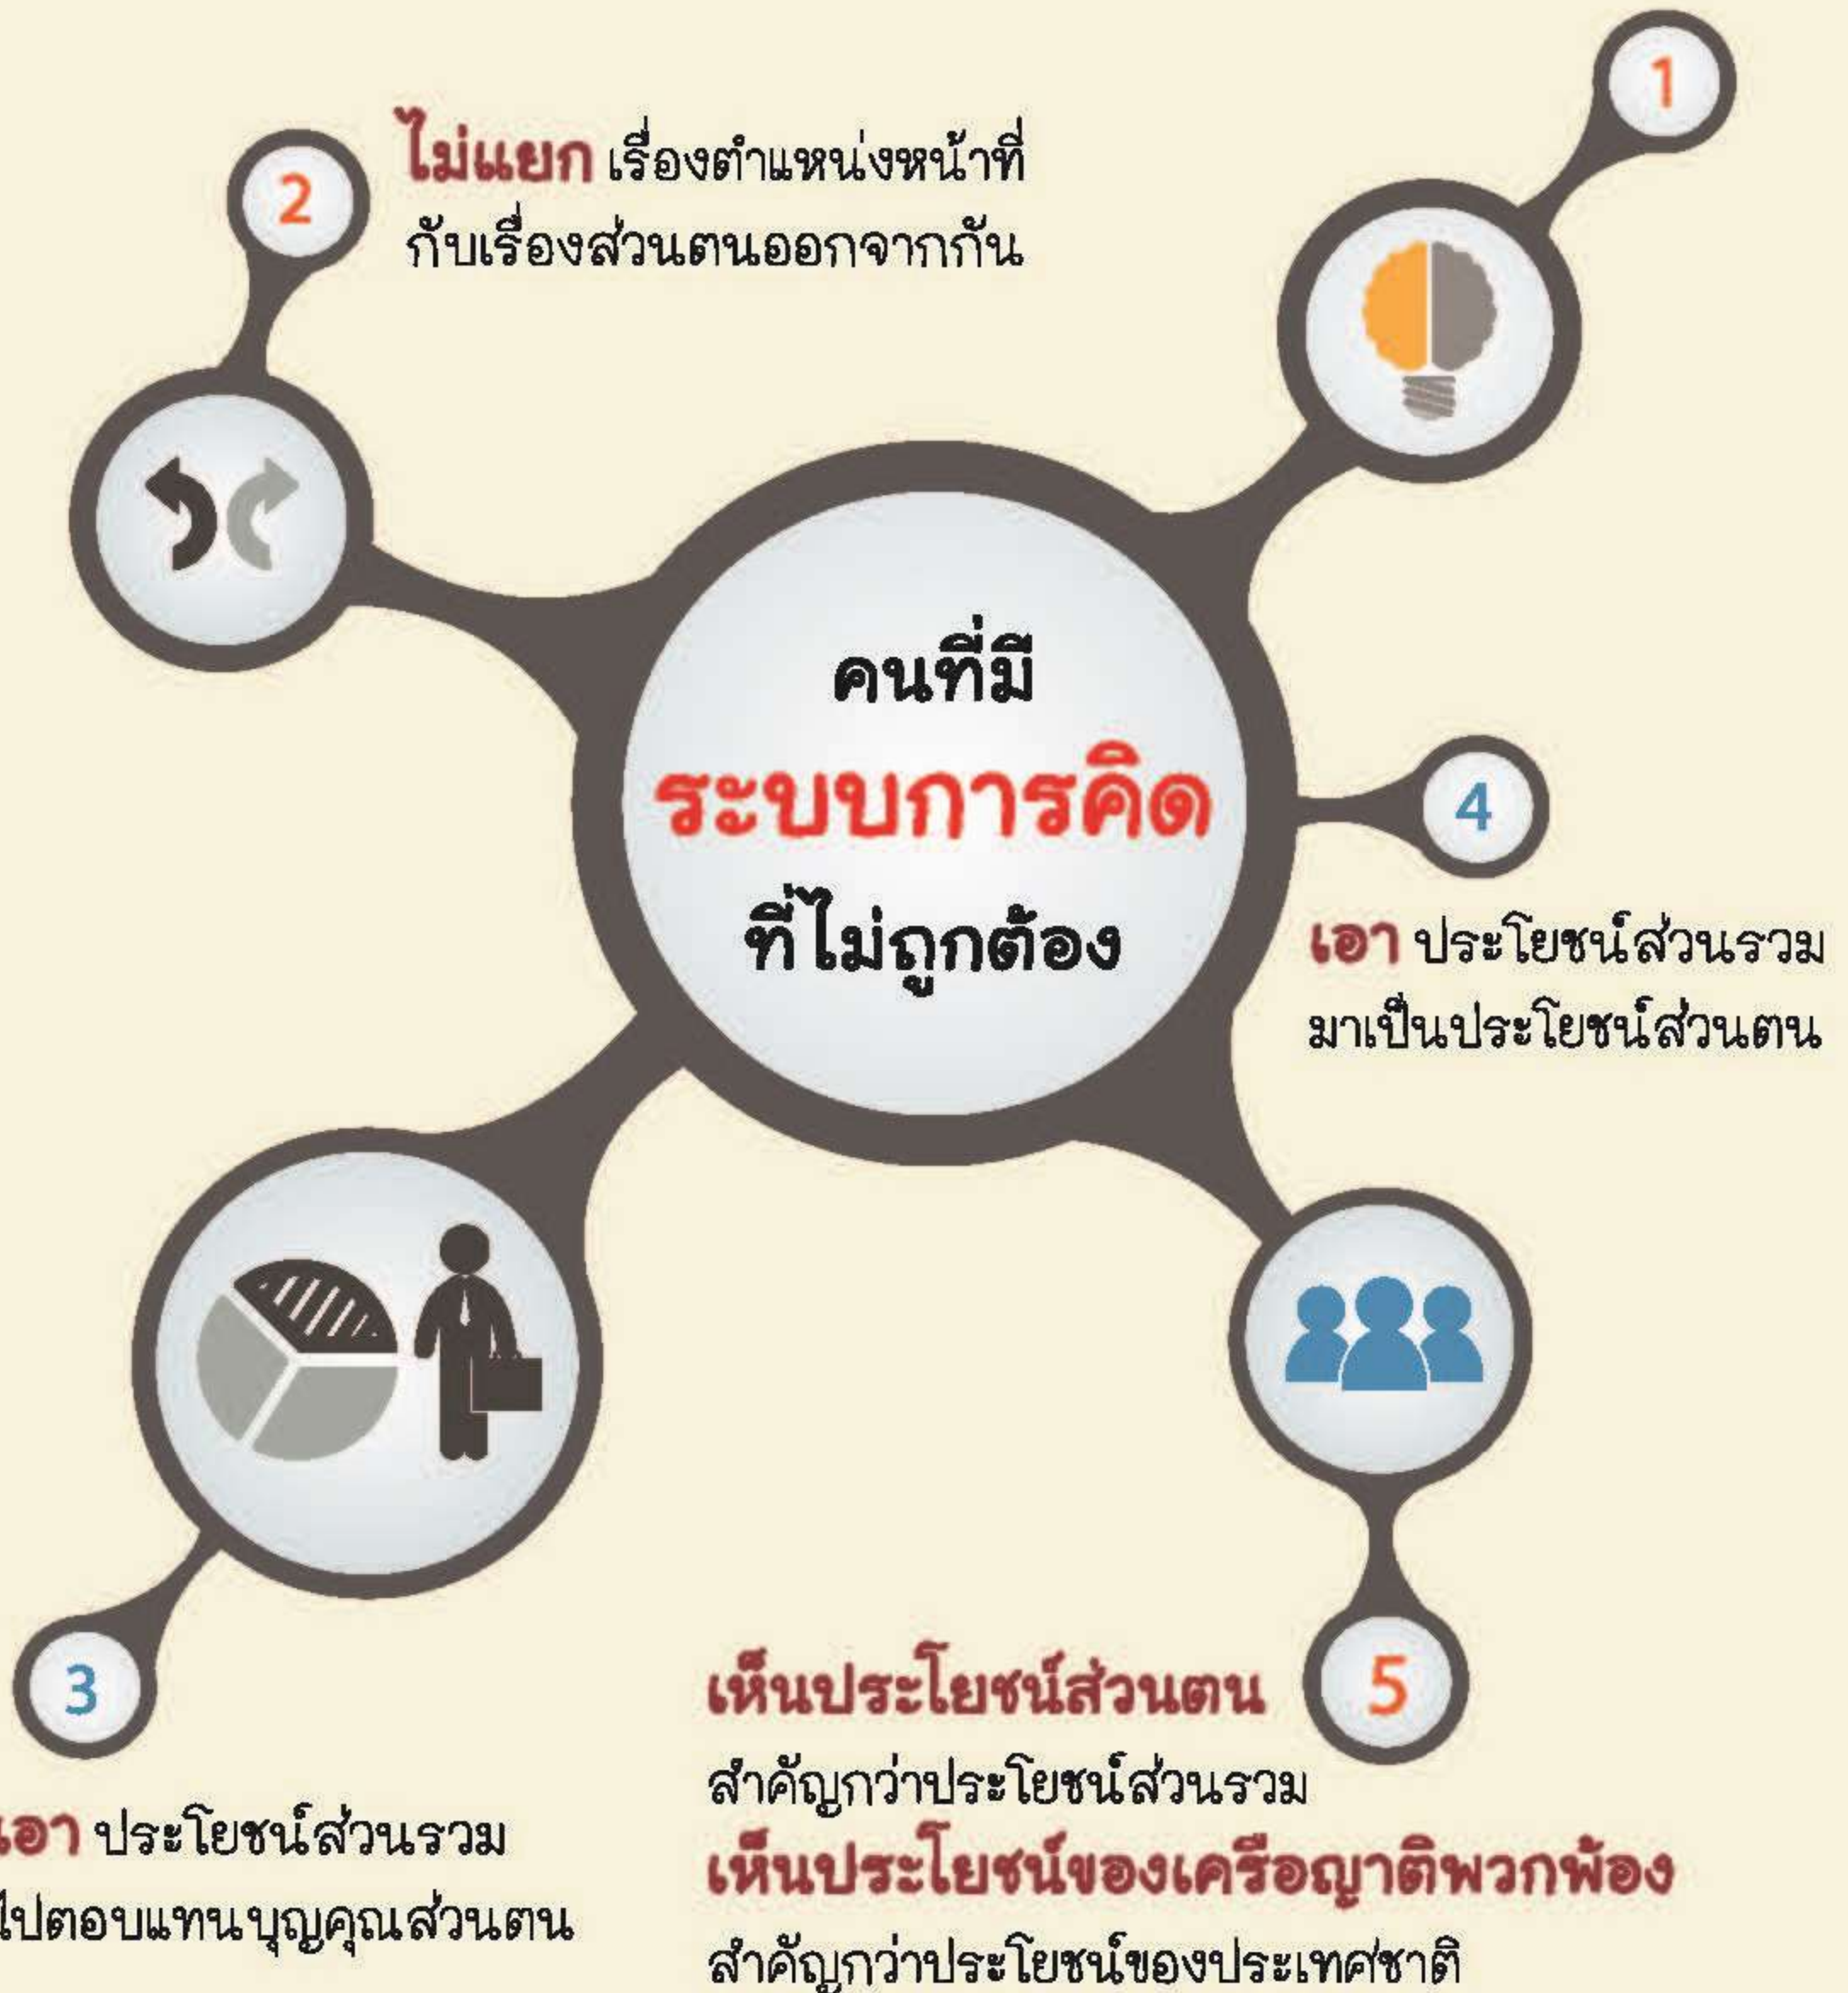 1
2
ไม่แยก เรื่องตำแหน่งหน้าที่
กับเรื่องส่วนตนออกจากกัน
คนที่มี
ระบบการคิด
ที่ไม่ถูกต้อง
4
เอา ประโยชน์ส่วนรวม
มาเป็นประโยชน์ส่วนตน
3
เอา ประโยชน์ส่วนรวม
ไปตอบแทนบุญคุณส่วนตน
5
เห็นประโยชน์ส่วนตน
สำคัญกว่าประโยชน์ส่วนรวม
เห็นประโยชน์ของเครือญาติพวกพ้อง
สำคัญกว่าประโยชน์ของประเทศชาติ